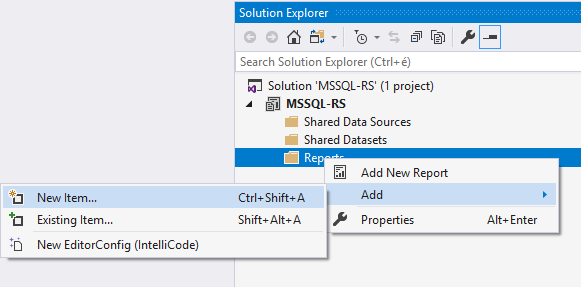 Solution Explorer
Search Solution Explorer (Ctrl+é)
Solution 'MSSQL-RS' (1 project)
MSSQL-RS
Shared Data Sources
Shared Datasets
Reports
Add New Report
Add
Properties Alt+Enter
New Item... Ctrl+Shift+A
Existing Item... Shift+Alt+A
New EditorConfig (IntelliCode)